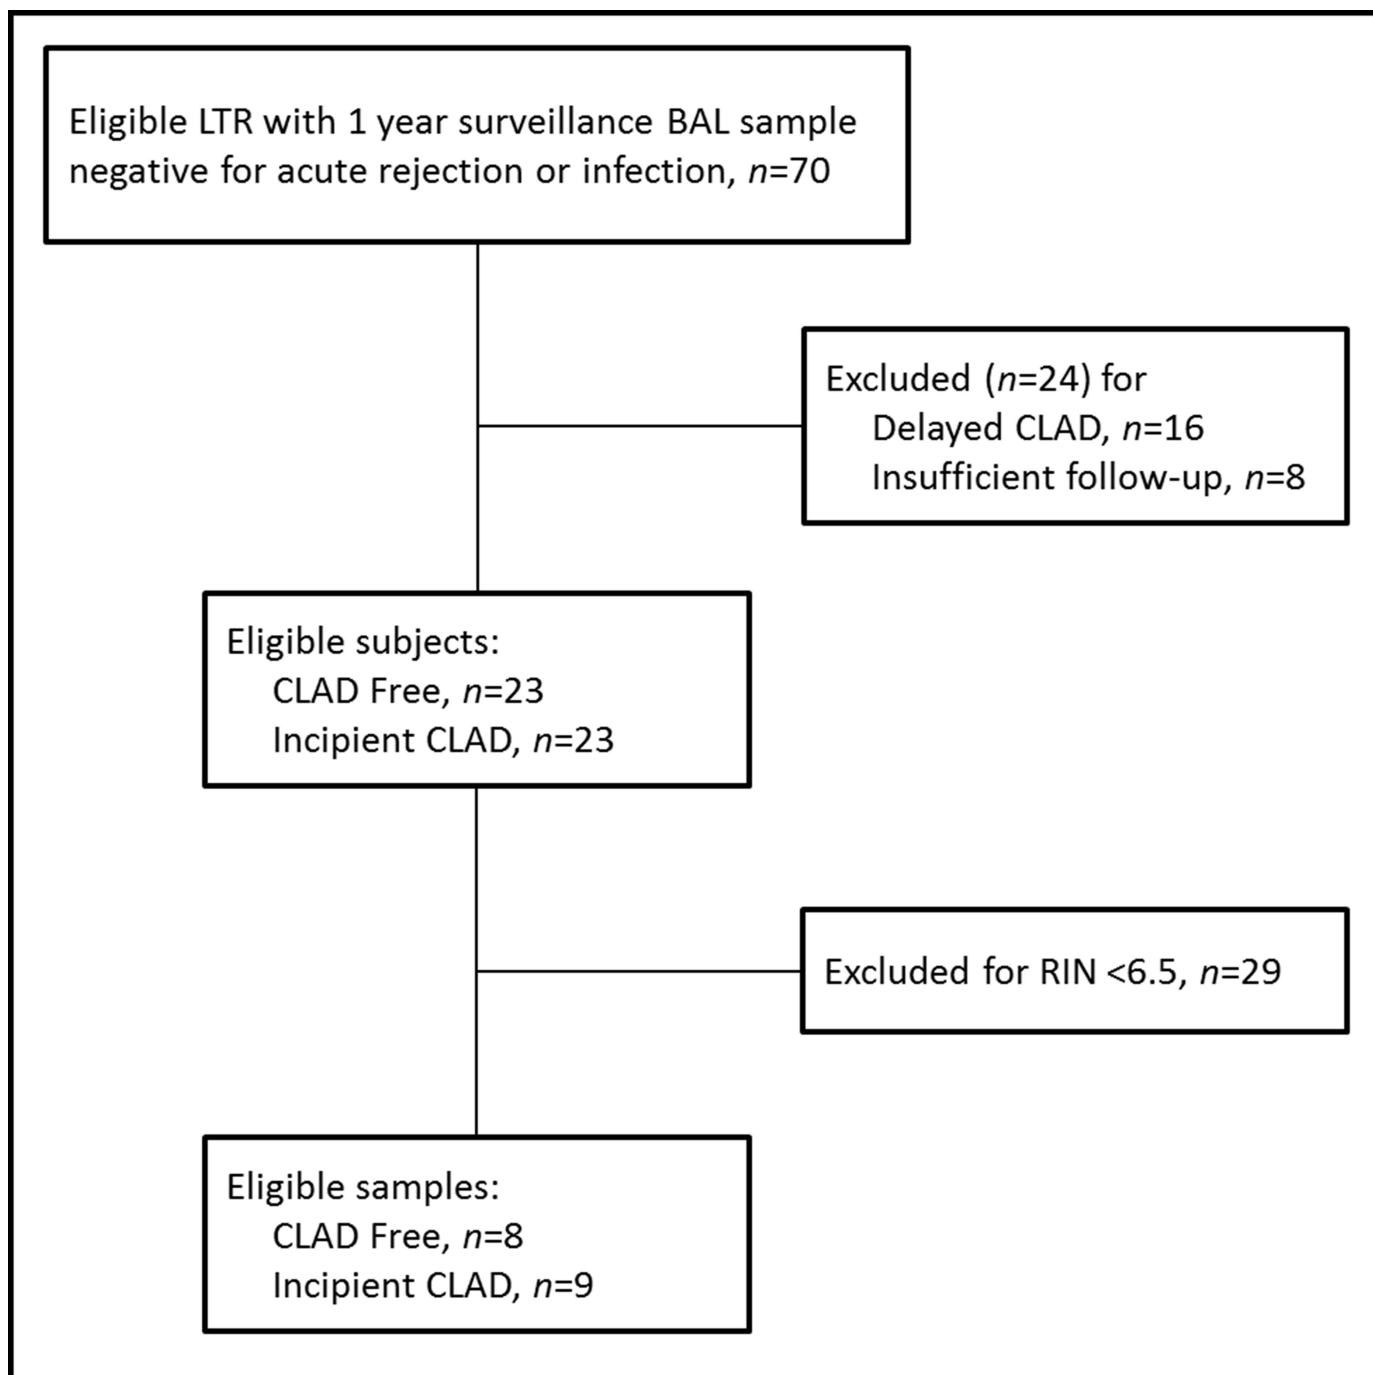 Eligible LTR with 1 year surveillance BAL sample
negative for acute rejection or infection, n=70
Excluded (n=24) for
Delayed CLAD, n=16
Insufficient follow-up, n=8
Eligible subjects:
CLAD Free, n=23
Incipient CLAD, n=23
Excluded for RIN <6.5, n=29
Eligible samples:
CLAD Free, n=8
Incipient CLAD, n=9